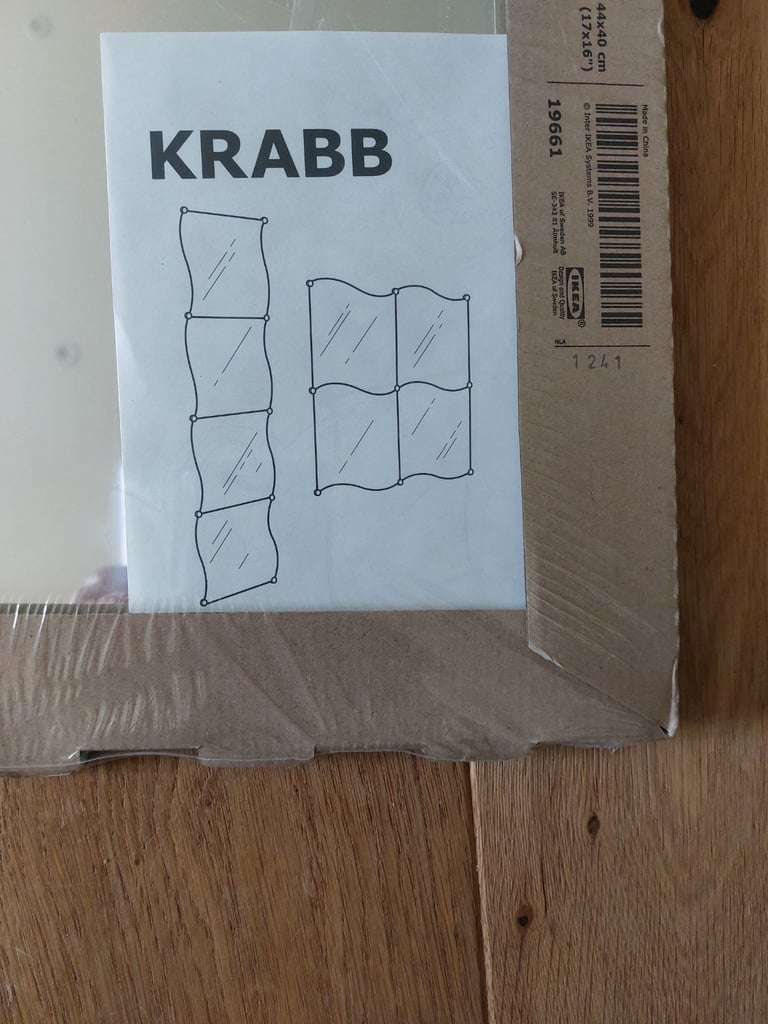 KRABB
44x40 cm
(17x16")
Made in China
19661
© Inter IKEA Systems B.V. 1999
IKEA of Sweden AB
SE-343 81 Älmhult
Design and Quality
IKEA of Sweden
IKEA®
RLA
1241